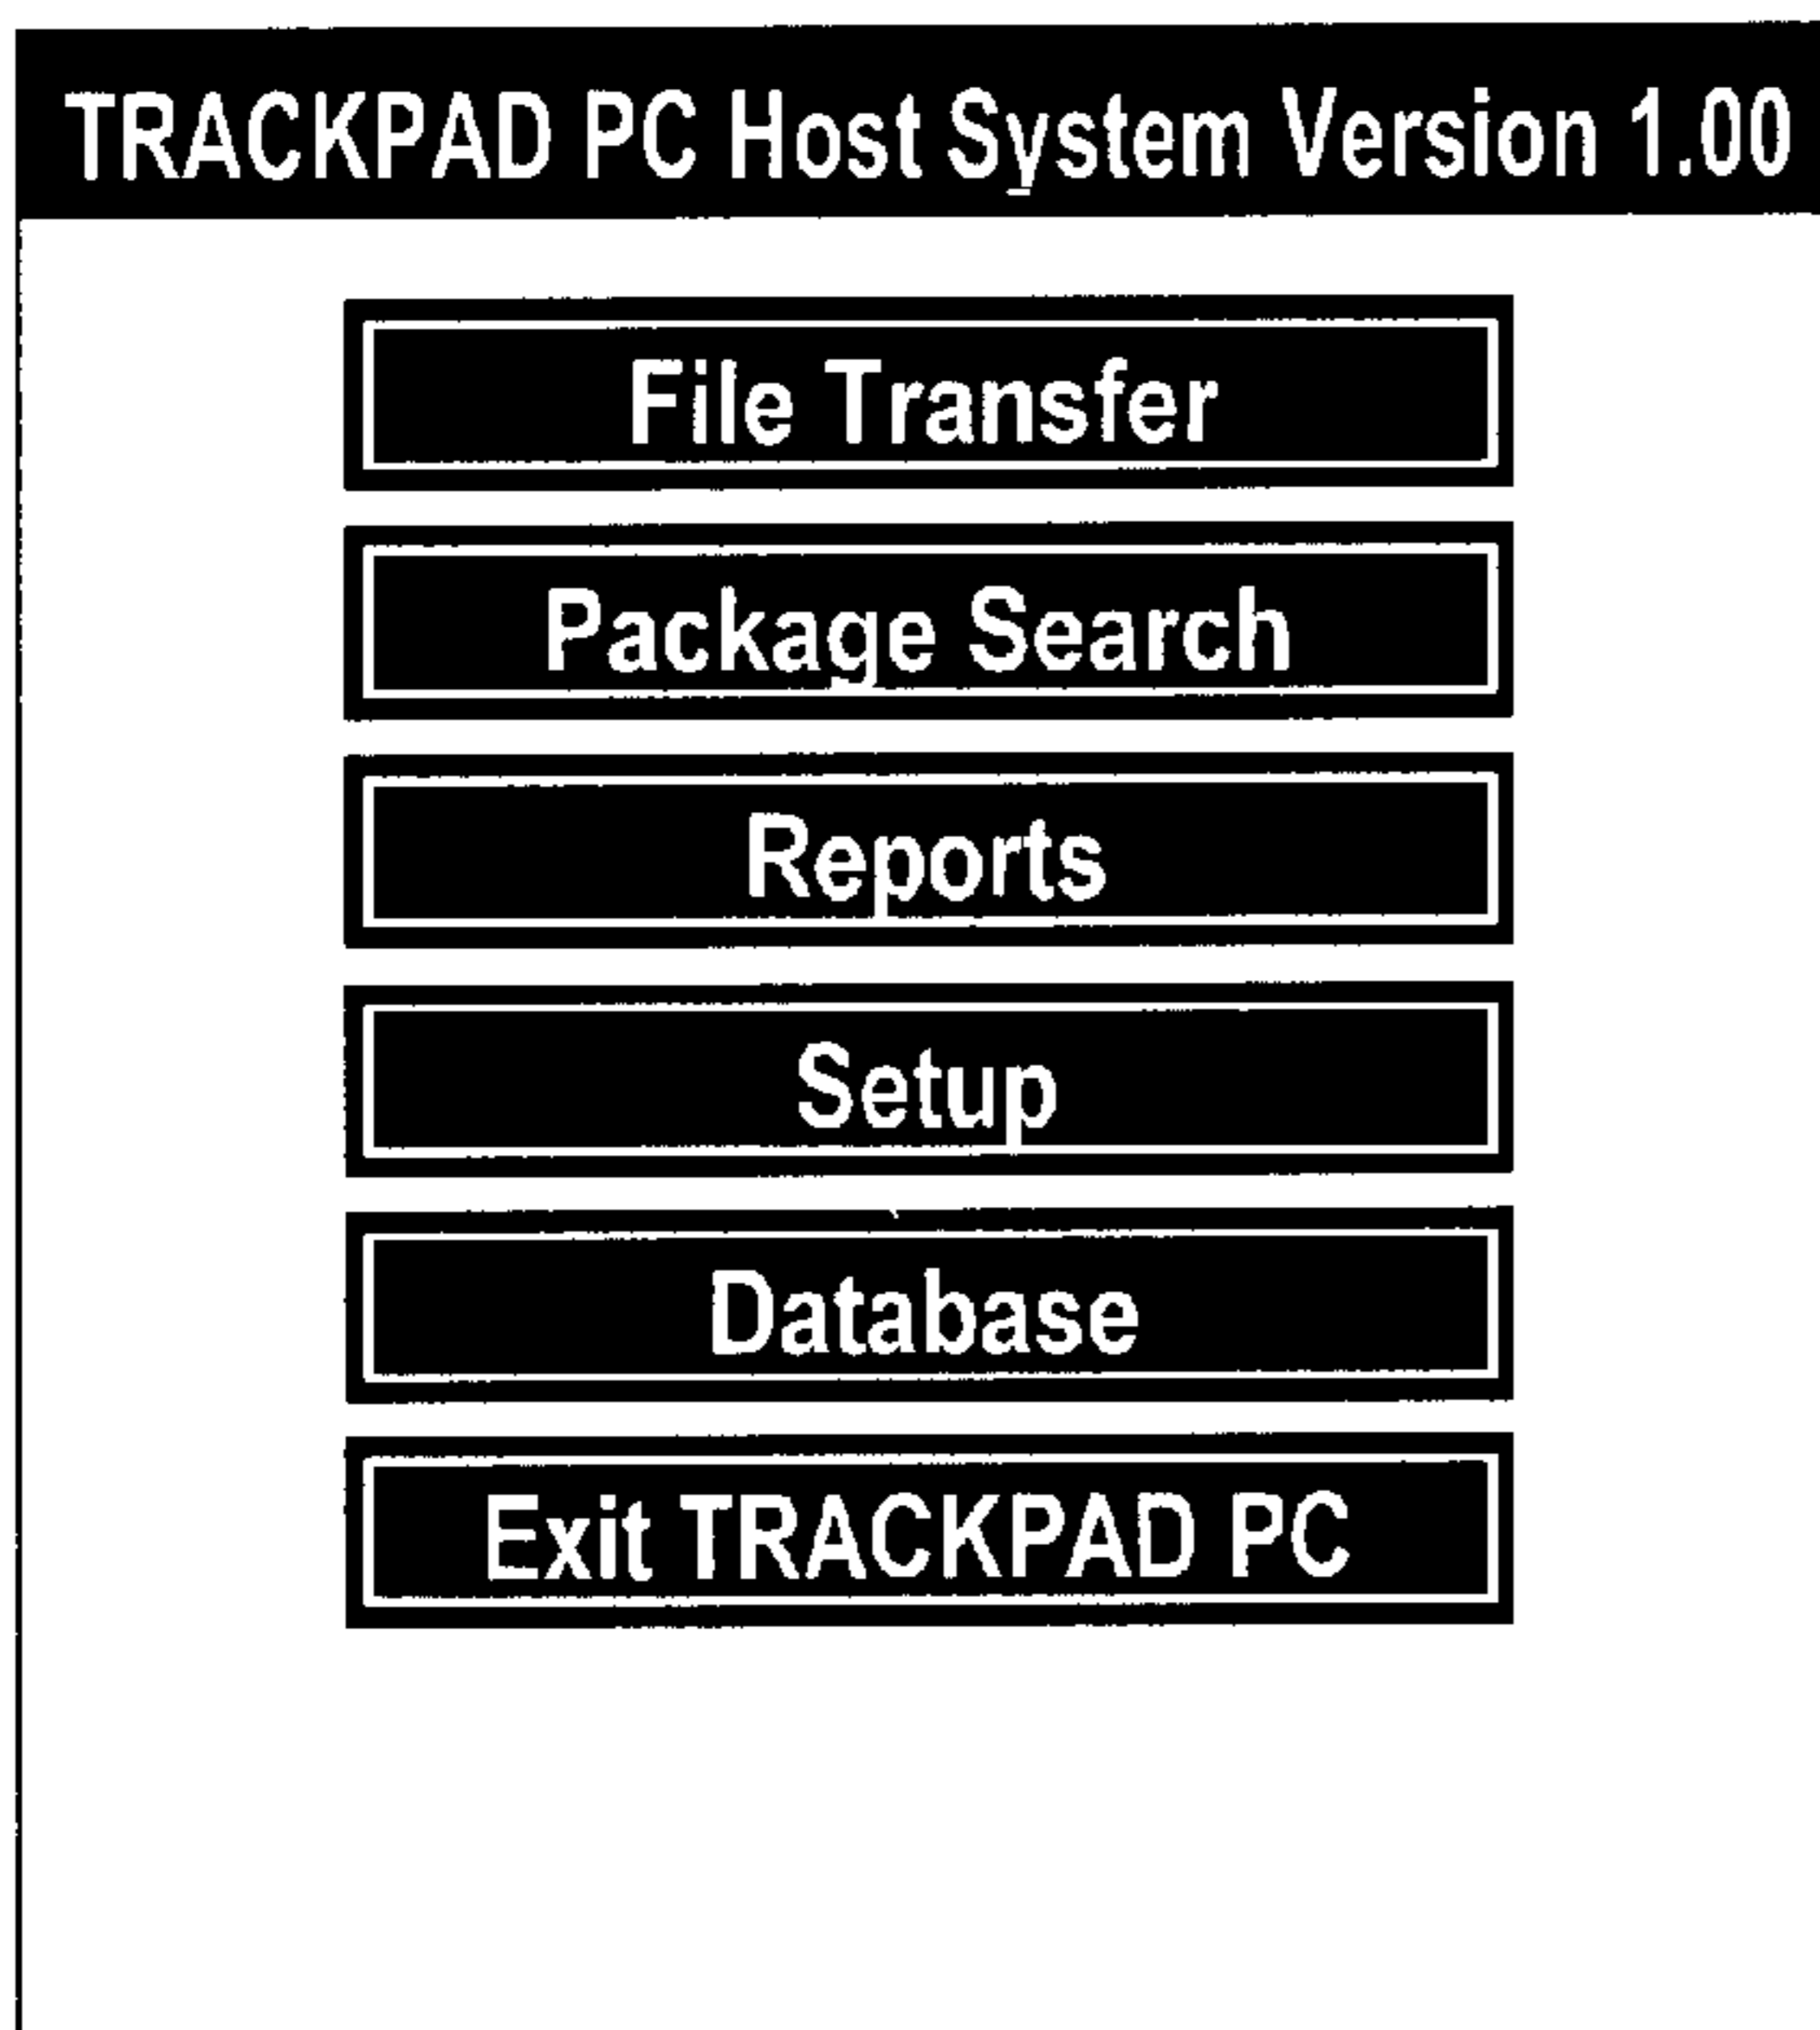 TRACKPAD PC Host System Version 1.00
File Transfer
Package Search
Reports
Setup
Database
Exit TRACKPAD PC